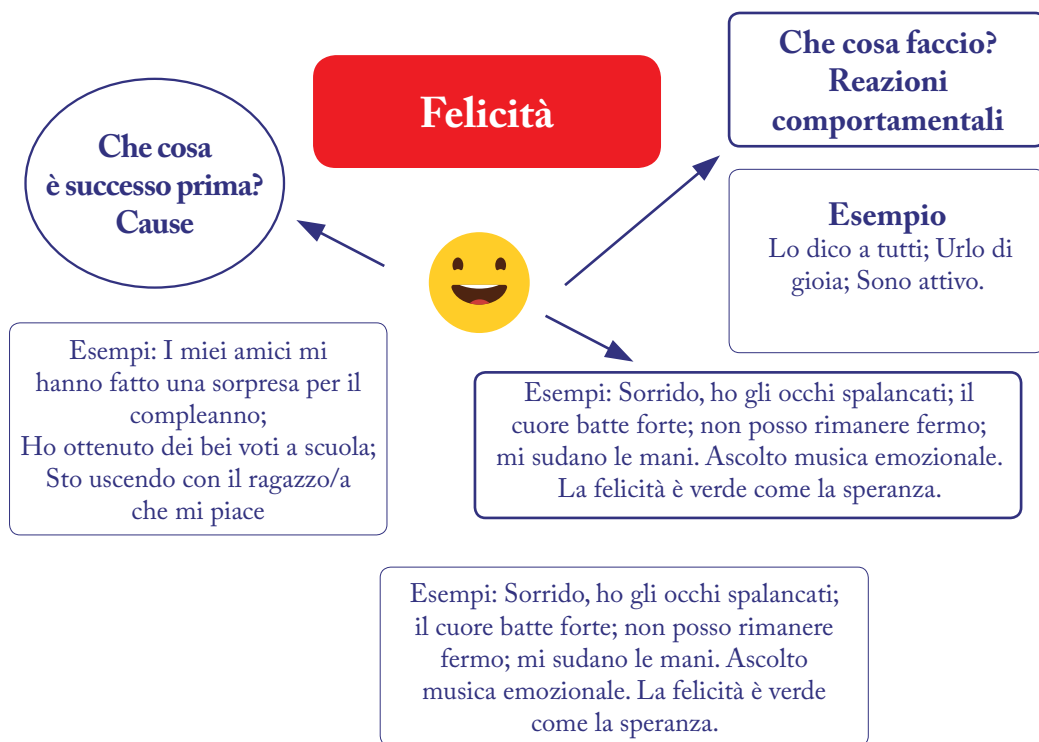 Felicità
Che cosa
è successo prima?
Cause
Che cosa faccio?
Reazioni
comportamentali
Esempio
Lo dico a tutti; Urlo di
gioia; Sono attivo.
Esempi: I miei amici mi
hanno fatto una sorpresa per il
compleanno;
Ho ottenuto dei bei voti a scuola;
Sto uscendo con il ragazzo/a
che mi piace
Esempi: Sorrido, ho gli occhi spalancati; il
cuore batte forte; non posso rimanere fermo;
mi sudano le mani. Ascolto musica emozionale.
La felicità è verde come la speranza.
Esempi: Sorrido, ho gli occhi spalancati;
il cuore batte forte; non posso rimanere
fermo; mi sudano le mani. Ascolto
musica emozionale. La felicità è verde
come la speranza.